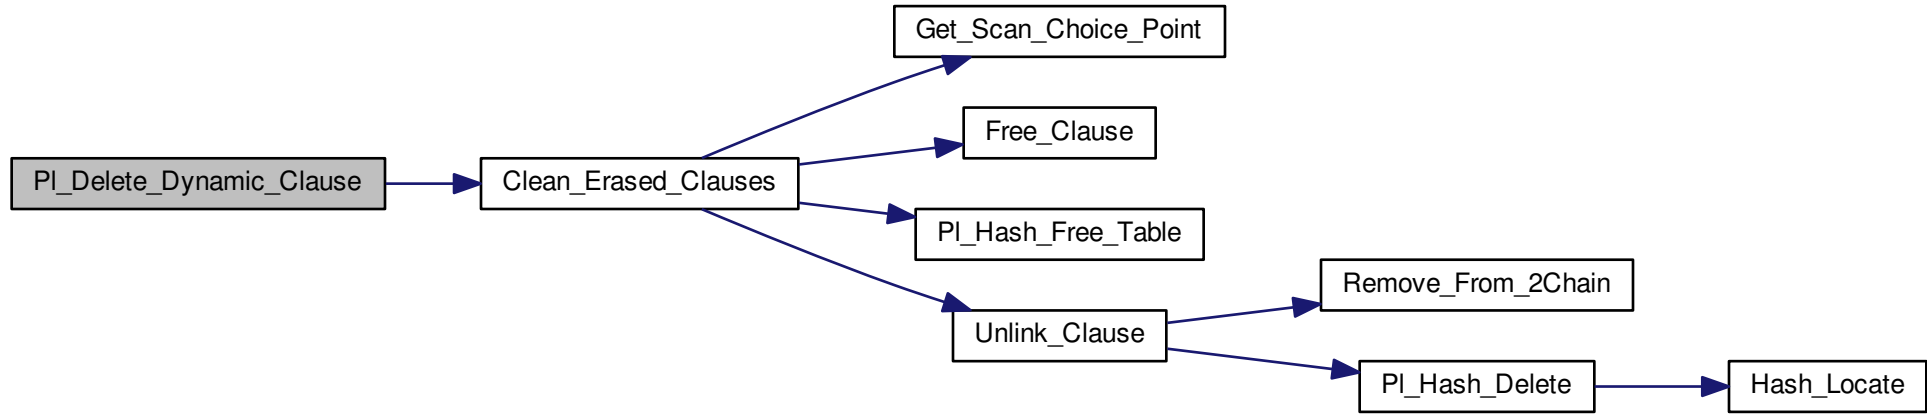 Get_Scan_Choice_Point
Free_Clause
Pl_Delete_Dynamic_Clause
Clean_Erased_Clauses
Pl_Hash_Free_Table
Remove_From_2Chain
Unlink_Clause
Pl_Hash_Delete
Hash_Locate